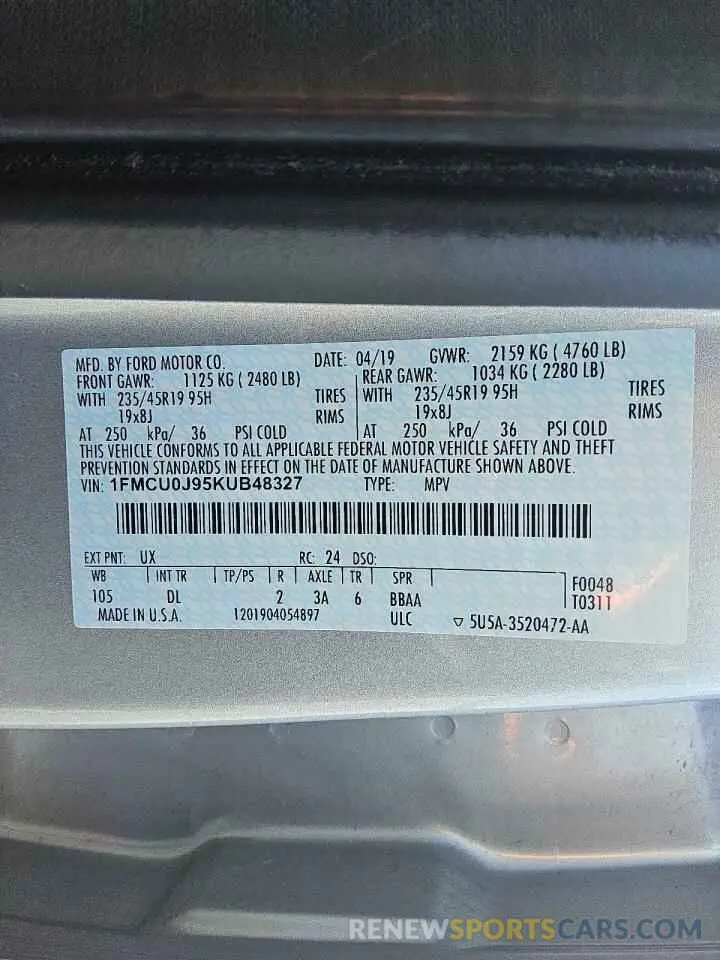 MFD. BY FORD MOTOR CO. DATE: 04/19 GVWR: 2159 KG ( 4760 LB)
FRONT GAWR: 1125 KG ( 2480 LB) REAR GAWR: 1034 KG ( 2280 LB)
WITH 235/45R19 95H TIRES WITH 235/45R19 95H TIRES
19x8J RIMS 19x8J RIMS
AT 250 kPa/ 36 PSI COLD AT 250 kPa/ 36 PSI COLD
THIS VEHICLE CONFORMS TO ALL APPLICABLE FEDERAL MOTOR VEHICLE SAFETY AND THEFT
PREVENTION STANDARDS IN EFFECT ON THE DATE OF MANUFACTURE SHOWN ABOVE.
VIN: 1FMCU0J95KUB48327 TYPE: MPV
EXT PNT: UX RC: 24 DSO:
WB INT TR TP/PS R AXLE TR SPR F0048
105 DL 2 3A 6 BBAA T0311
MADE IN U.S.A. 1201904054897 ULC ▽ 5U5A-3520472-AA
RENEWSPORTSCARS.COM